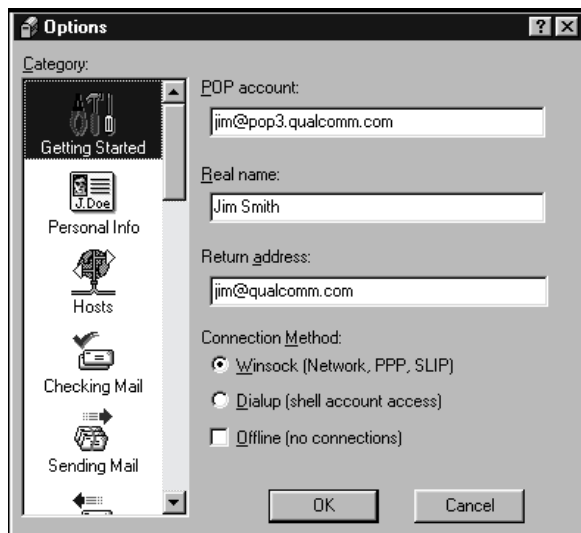 Options
? X
Category:
Getting Started
J.Doe
Personal Info
Hosts
Checking Mail
Sending Mail
POP account:
jim@pop3.qualcomm.com
Real name:
Jim Smith
Return address:
jim@qualcomm.com
Connection Method:
Winsock (Network, PPP, SLIP)
Dialup (shell account access)
Offline (no connections)
OK
Cancel